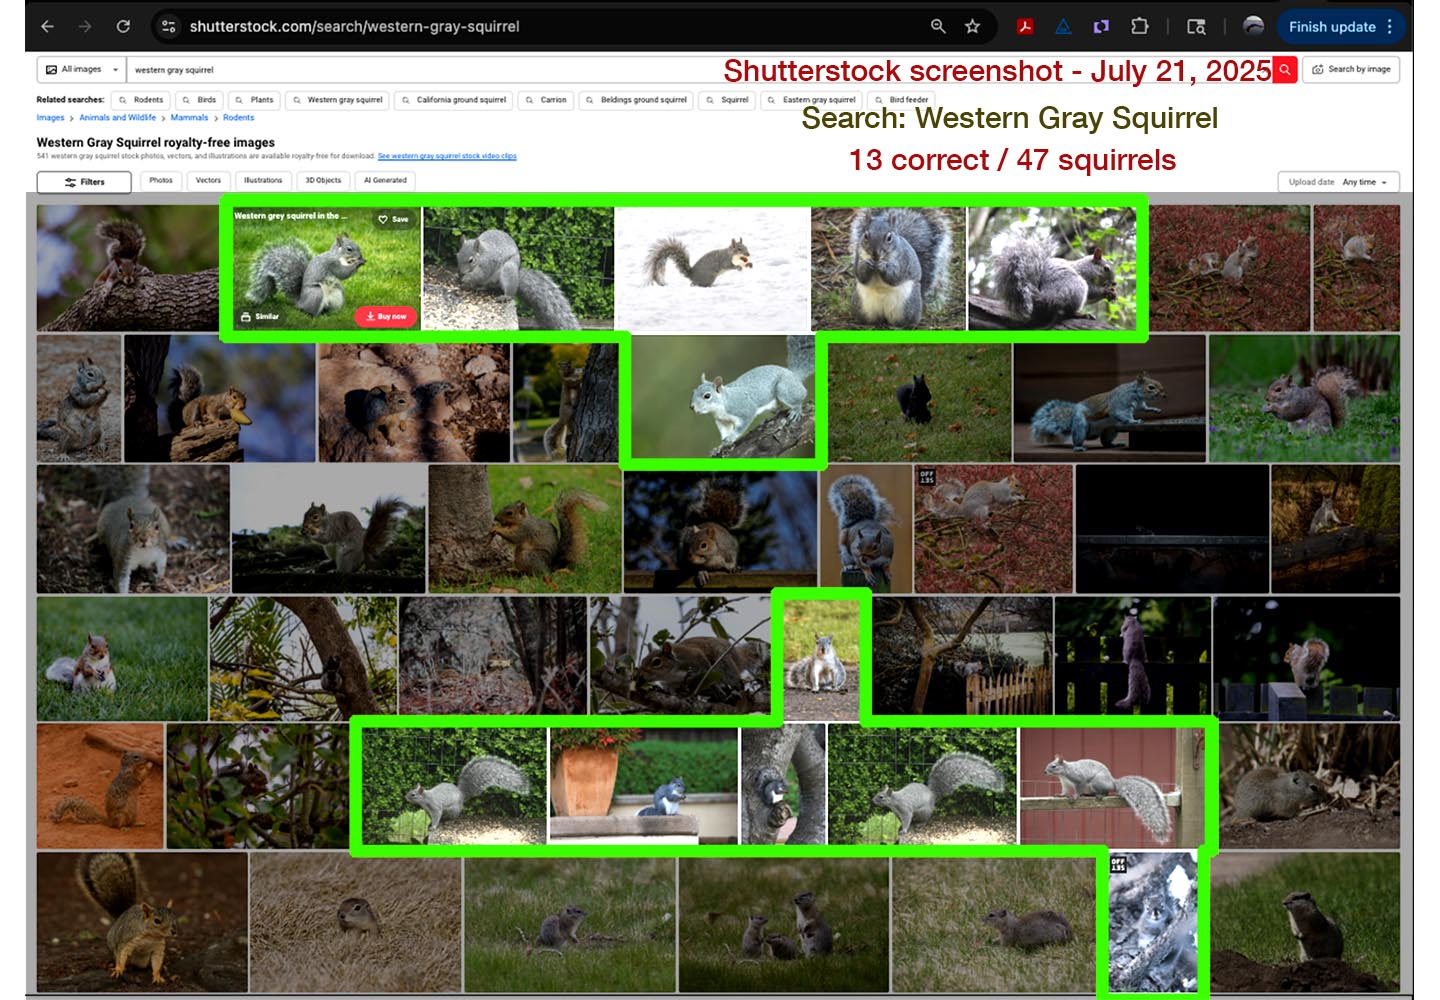 shutterstock.com/search/western-gray-squirrel
Finish update
All images
western gray squirrel
Shutterstock screenshot - July 21, 2025
Search by image
Related searches:
Rodents
Birds
Plants
Western gray squirrel
California ground squirrel
Carrion
Beldings ground squirrel
Squirrel
Eastern gray squirrel
Bird feeder
Images > Animals and Wildlife > Mammals > Rodents
Search: Western Gray Squirrel
Western Gray Squirrel royalty-free images
541 western gray squirrel stock photos, vectors, and illustrations are available royalty-free for download. See western gray squirrel stock video clips
13 correct / 47 squirrels
Filters
Photos
Vectors
Illustrations
3D Objects
AI Generated
Upload date Any time
Western grey squirrel in the ...
Save
Similar
Buy now
OFF
SET
OFF
SET